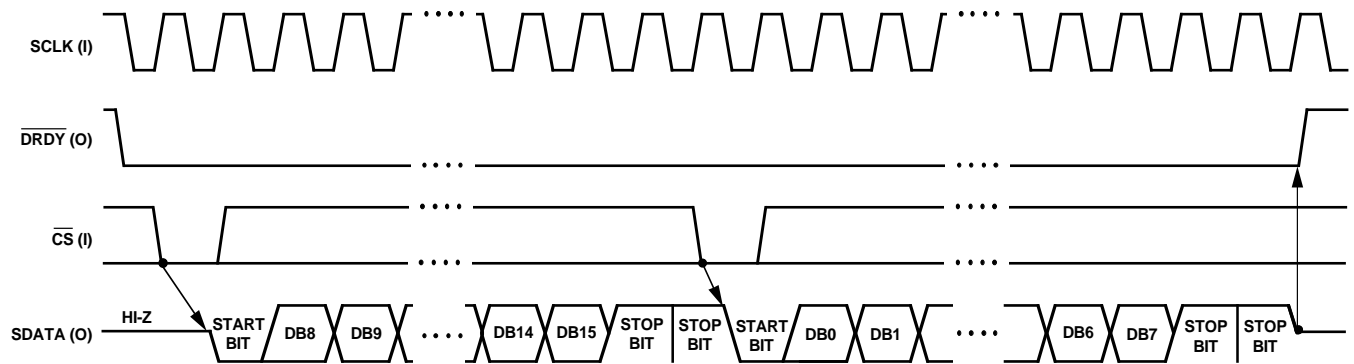 SCLK (I)
DRDY (O)
CS (I)
HI-Z
SDATA (O)
START BIT
DB8
DB9
DB14
DB15
STOP BIT
STOP BIT
START BIT
DB0
DB1
DB6
DB7
STOP BIT
STOP BIT